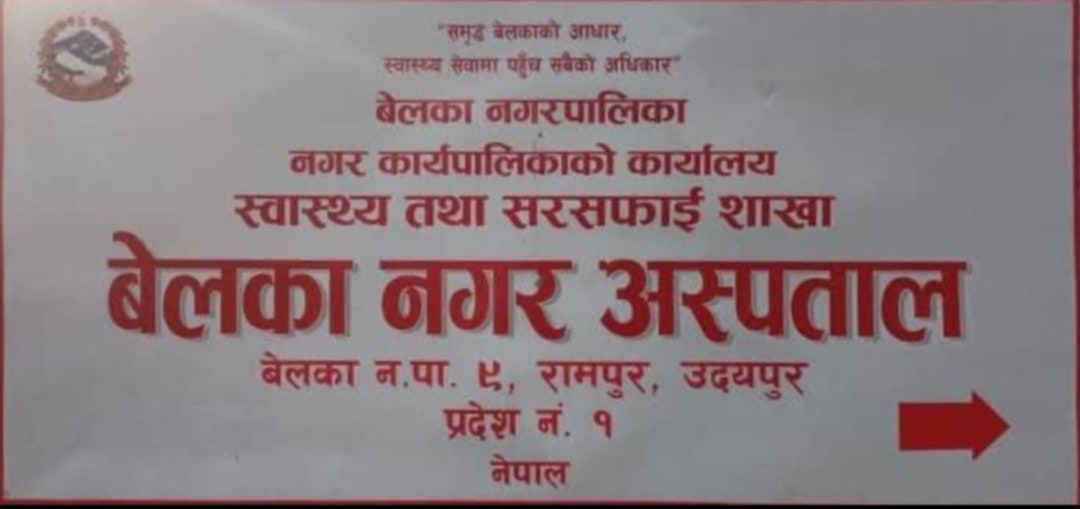 "समृद्ध बेलकाको आधार,
स्वास्थ्य सेवामा पहुँच सबैको अधिकार"
बेलका नगरपालिका
नगर कार्यपालिकाको कार्यालय
स्वास्थ्य तथा सरसफाई शाखा
बेलका नगर अस्पताल
बेलका न.पा. ९, रामपुर, उदयपुर
प्रदेश नं. १
नेपाल